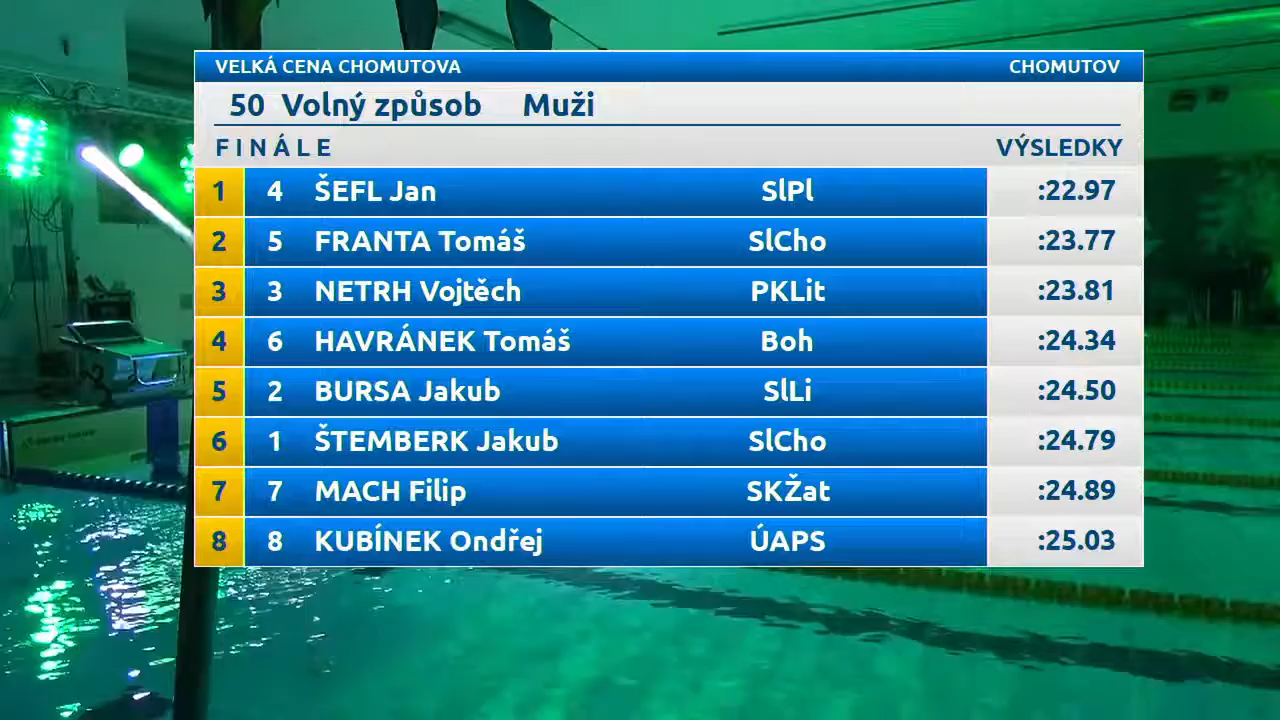 VELKÁ CENA CHOMUTOVA CHOMUTOV
50 Volný způsob Muži
FINÁLE VÝSLEDKY
1 4 ŠEFL Jan SlPl :22.97
2 5 FRANTA Tomáš SlCho :23.77
3 3 NETRH Vojtěch PKLit :23.81
4 6 HAVRÁNEK Tomáš Boh :24.34
5 2 BURSA Jakub SlLi :24.50
6 1 ŠTEMBERK Jakub SlCho :24.79
7 7 MACH Filip SKŽat :24.89
8 8 KUBÍNEK Ondřej ÚAPS :25.03